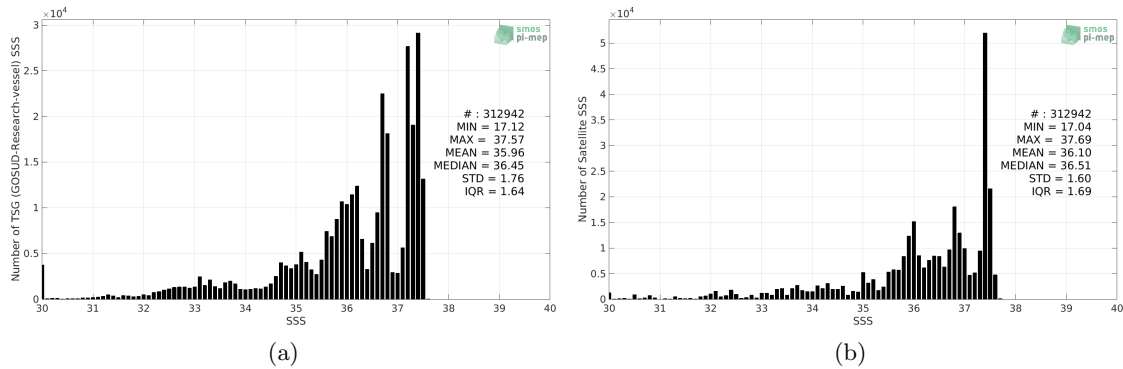 ×10⁴
3
2.5
2
1.5
1
0.5
0
Number of TSG (GOSUD-Research-vessel) SSS
smos
pi-mep
# : 312942
MIN = 17.12
MAX = 37.57
MEAN = 35.96
MEDIAN = 36.45
STD = 1.76
IQR = 1.64
30 31 32 33 34 35 36 37 38 39 40
SSS
(a)
×10⁴
5
4.5
4
3.5
3
2.5
2
1.5
1
0.5
0
Number of Satellite SSS
smos
pi-mep
# : 312942
MIN = 17.04
MAX = 37.69
MEAN = 36.10
MEDIAN = 36.51
STD = 1.60
IQR = 1.69
30 31 32 33 34 35 36 37 38 39 40
SSS
(b)